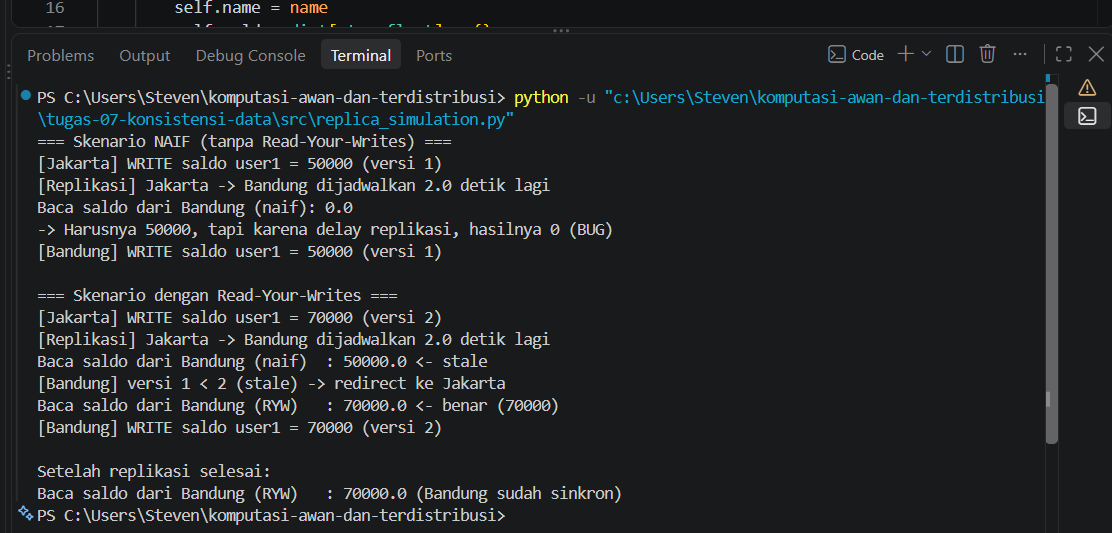 16 self.name = name
Problems Output Debug Console Terminal Ports Code
PS C:\Users\Steven\komputasi-awan-dan-terdistribusi> python -u "c:\Users\Steven\komputasi-awan-dan-terdistribusi
\tugas-07-konsistensi-data\src\replica_simulation.py"
=== Skenario NAIF (tanpa Read-Your-Writes) ===
[Jakarta] WRITE saldo user1 = 50000 (versi 1)
[Replikasi] Jakarta -> Bandung dijadwalkan 2.0 detik lagi
Baca saldo dari Bandung (naif): 0.0
-> Harusnya 50000, tapi karena delay replikasi, hasilnya 0 (BUG)
[Bandung] WRITE saldo user1 = 50000 (versi 1)

=== Skenario dengan Read-Your-Writes ===
[Jakarta] WRITE saldo user1 = 70000 (versi 2)
[Replikasi] Jakarta -> Bandung dijadwalkan 2.0 detik lagi
Baca saldo dari Bandung (naif)  : 50000.0 <- stale
[Bandung] versi 1 < 2 (stale) -> redirect ke Jakarta
Baca saldo dari Bandung (RYW)   : 70000.0 <- benar (70000)
[Bandung] WRITE saldo user1 = 70000 (versi 2)

Setelah replikasi selesai:
Baca saldo dari Bandung (RYW)   : 70000.0 (Bandung sudah sinkron)
PS C:\Users\Steven\komputasi-awan-dan-terdistribusi>